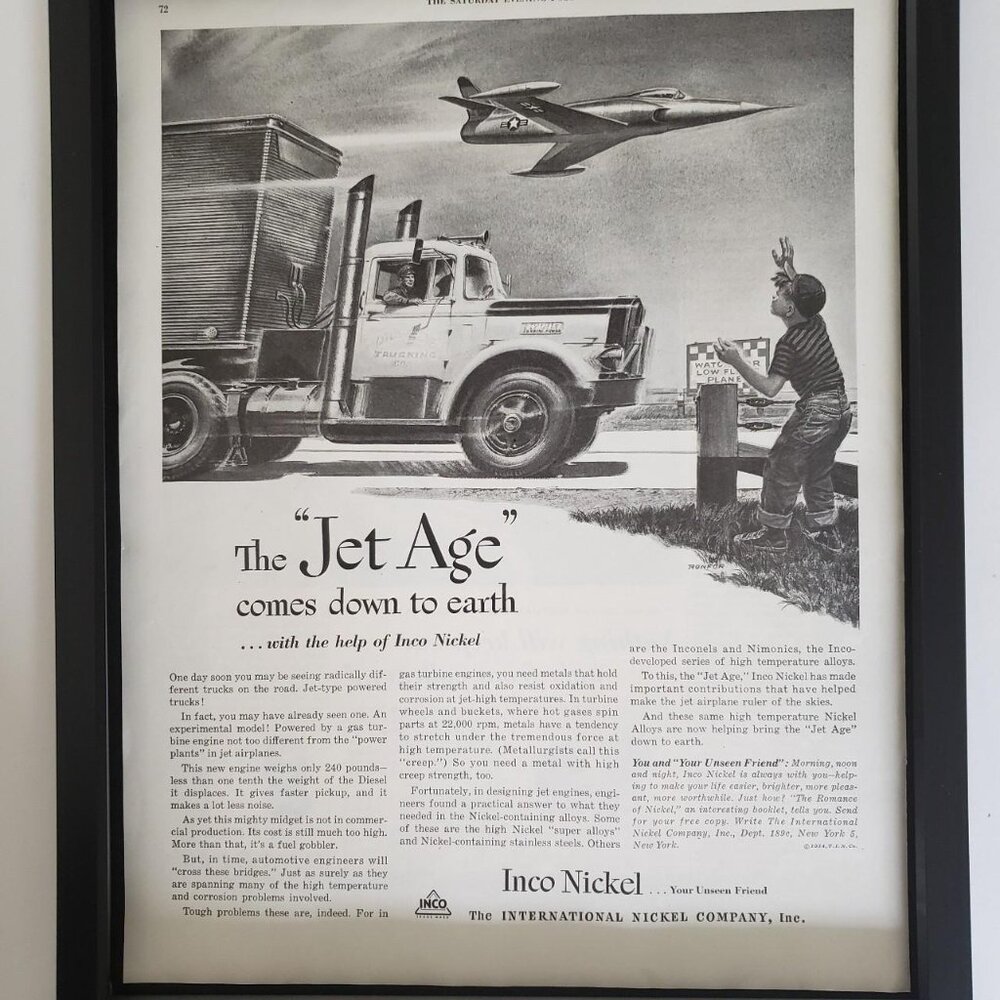 72
THE SATURDAY EVENING
TRUCKING
CO.
WATCH
LOW FL
PLANE
RONFOR
The "Jet Age"
comes down to earth
...with the help of Inco Nickel
One day soon you may be seeing radically dif-
ferent trucks on the road. Jet-type powered
trucks!
In fact, you may have already seen one. An
experimental model! Powered by a gas tur-
bine engine not too different from the "power
plants" in jet airplanes.
This new engine weighs only 240 pounds—
less than one tenth the weight of the Diesel
it displaces. It gives faster pickup, and it
makes a lot less noise.
As yet this mighty midget is not in commer-
cial production. Its cost is still much too high.
More than that, it's a fuel gobbler.
But, in time, automotive engineers will
"cross these bridges." Just as surely as they
are spanning many of the high temperature
and corrosion problems involved.
Tough problems these are, indeed. For in
gas turbine engines, you need metals that hold
their strength and also resist oxidation and
corrosion at jet-high temperatures. In turbine
wheels and buckets, where hot gases spin
parts at 22,000 rpm, metals have a tendency
to stretch under the tremendous force at
high temperature. (Metallurgists call this
"creep.") So you need a metal with high
creep strength, too.
Fortunately, in designing jet engines, engi-
neers found a practical answer to what they
needed in the Nickel-containing alloys. Some
of these are the high Nickel "super alloys"
and Nickel-containing stainless steels. Others
are the Inconels and Nimonics, the Inco-
developed series of high temperature alloys.
To this, the "Jet Age," Inco Nickel has made
important contributions that have helped
make the jet airplane ruler of the skies.
And these same high temperature Nickel
Alloys are now helping bring the "Jet Age"
down to earth.
You and "Your Unseen Friend": Morning, noon
and night, Inco Nickel is always with you—help-
ing to make your life easier, brighter, more pleas-
ant, more worthwhile. Just how? "The Romance
of Nickel," an interesting booklet, tells you. Send
for your free copy. Write The International
Nickel Company, Inc., Dept. 189c, New York 5,
New York.
© 1954, T.I.N. Co.
Inco Nickel ...Your Unseen Friend
INCO
TRADE MARK
The INTERNATIONAL NICKEL COMPANY, Inc.